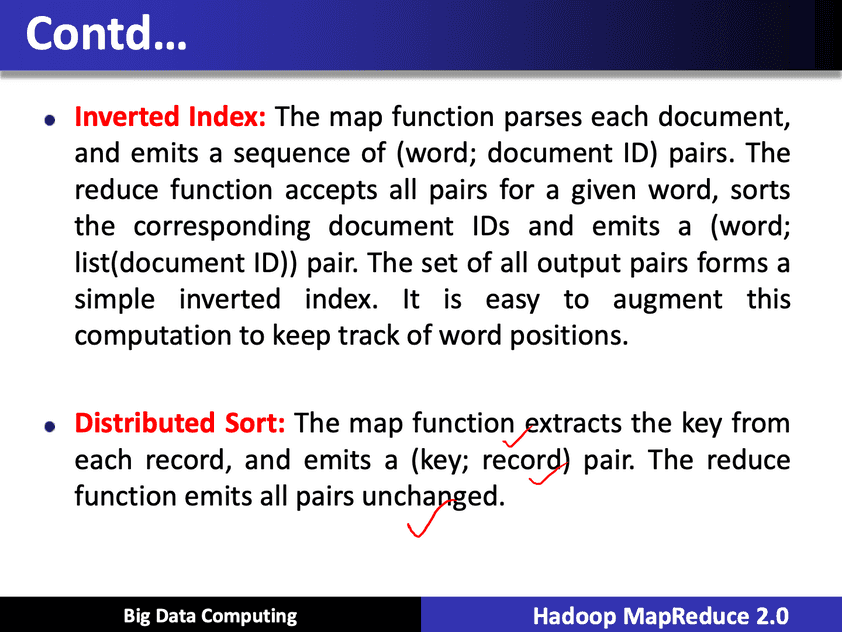 Contd…
Inverted Index: The map function parses each document,
and emits a sequence of (word; document ID) pairs. The
reduce function accepts all pairs for a given word, sorts
the corresponding document IDs and emits a (word;
list(document ID)) pair. The set of all output pairs forms a
simple inverted index. It is easy to augment this
computation to keep track of word positions.
Distributed Sort: The map function extracts the key from
each record, and emits a (key; record) pair. The reduce
function emits all pairs unchanged.
Big Data Computing
Hadoop MapReduce 2.0